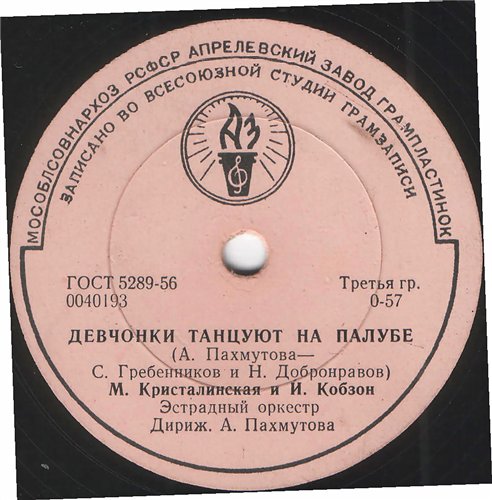 МОСОБЛСОВНАРХОЗ РСФСР АПРЕЛЕВСКИЙ ЗАВОД ГРАМПЛАСТИНОК
ЗАПИСАНО ВО ВСЕСОЮЗНОЙ СТУДИИ ГРАМЗАПИСИ
АЗ
ГОСТ 5289-56 Третья гр.
0040193 0-57
ДЕВЧОНКИ ТАНЦУЮТ НА ПАЛУБЕ
(А. Пахмутова—
С. Гребенников и Н. Добронравов)
М. Кристалинская и И. Кобзон
Эстрадный оркестр
Дириж. А. Пахмутова